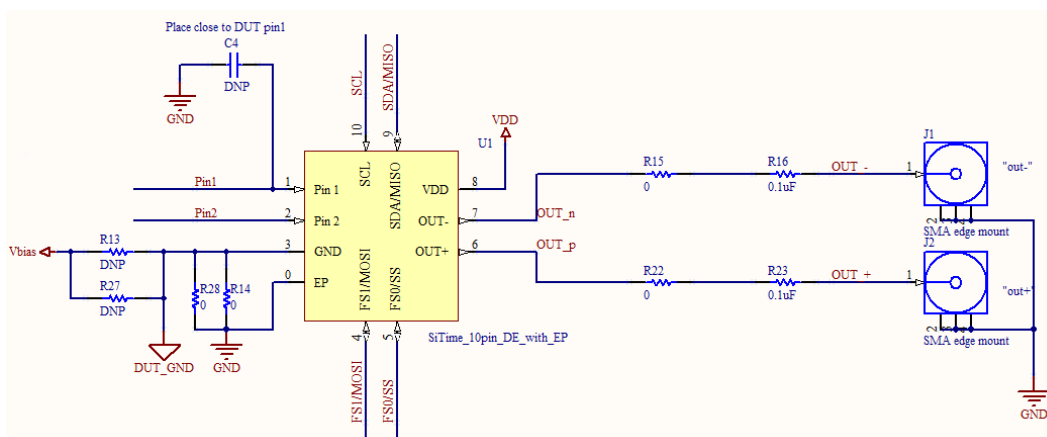 Place close to DUT pin1
C4
DNP
GND
SCL
SDA/MISO
10
9
VDD
U1
Pin1
1
Pin 1
SCL
SDA/MISO
VDD
8
Pin2
2
Pin 2
OUT-
7
OUT_n
Vbias
R13
DNP
3
GND
OUT+
6
OUT_p
R27
DNP
R28
0
R14
0
0
EP
FS1/MOSI
FS0/SS
4
5
DUT_GND
GND
SiTime_10pin_DE_with_EP
FS1/MOSI
FS0/SS
R15
0
R16
0.1uF
OUT -
1
J1
"out-"
2
SMA edge mount
R22
0
R23
0.1uF
OUT +
1
J2
"out+"
2
SMA edge mount
GND